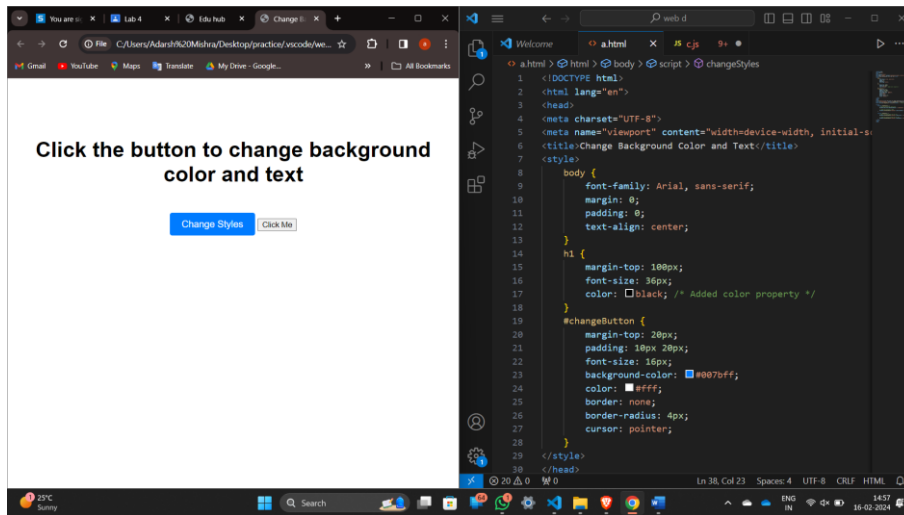 You are si
Lab 4
Edu hub
Change B
File C:/Users/Adarsh%20Mishra/Desktop/practice/.vscode/we...
Gmail YouTube Maps Translate My Drive - Google... » All Bookmarks
Click the button to change background
color and text
Change Styles Click Me
web d
Welcome a.html JS c.js 9+
a.html > html > body > script > changeStyles
1 <!DOCTYPE html>
2 <html lang="en">
3 <head>
4 <meta charset="UTF-8">
5 <meta name="viewport" content="width=device-width, initial-s
6 <title>Change Background Color and Text</title>
7 <style>
8 body {
9 font-family: Arial, sans-serif;
10 margin: 0;
11 padding: 0;
12 text-align: center;
13 }
14 h1 {
15 margin-top: 100px;
16 font-size: 36px;
17 color: black; /* Added color property */
18 }
19 #changeButton {
20 margin-top: 20px;
21 padding: 10px 20px;
22 font-size: 16px;
23 background-color: #007bff;
24 color: #fff;
25 border: none;
26 border-radius: 4px;
27 cursor: pointer;
28 }
29 </style>
30 </head>
20 0 0 Ln 38, Col 23 Spaces: 4 UTF-8 CRLF HTML
25°C
Sunny
Search
ENG
IN
14:57
16-02-2024